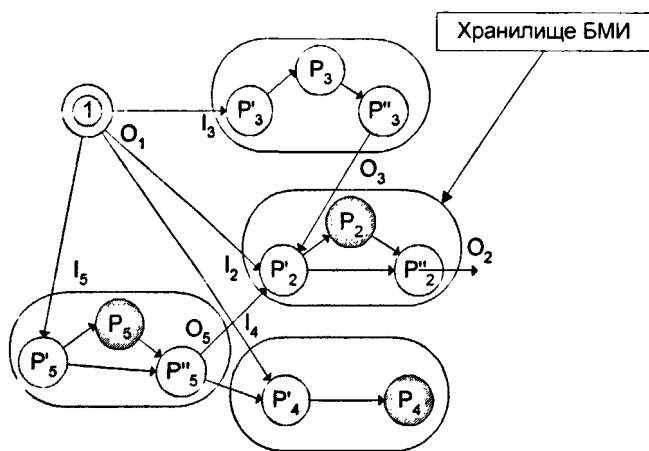 Хранилище БМИ
P₃
1
P'₃
P"₃
I₃
O₁
O₃
P₂
O₂
I₂
P'₂
P"₂
I₅
P₅
O₅
I₄
P'₅
P"₅
P'₄
P₄